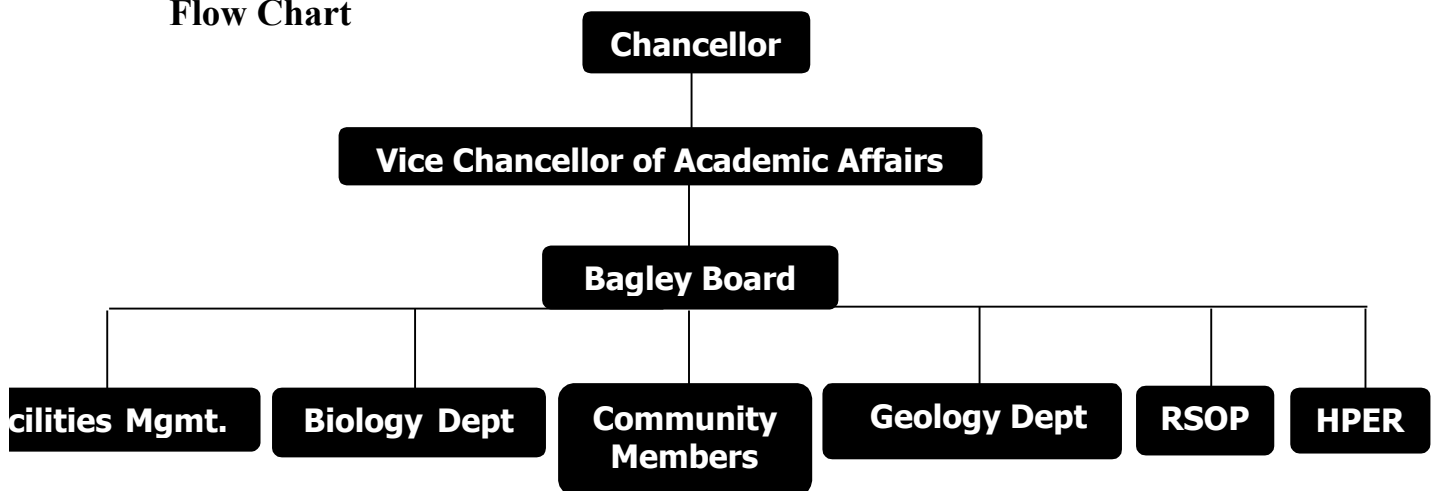 Flow Chart
Chancellor
Vice Chancellor of Academic Affairs
Bagley Board
cilities Mgmt.
Biology Dept
Community
Members
Geology Dept
RSOP
HPER